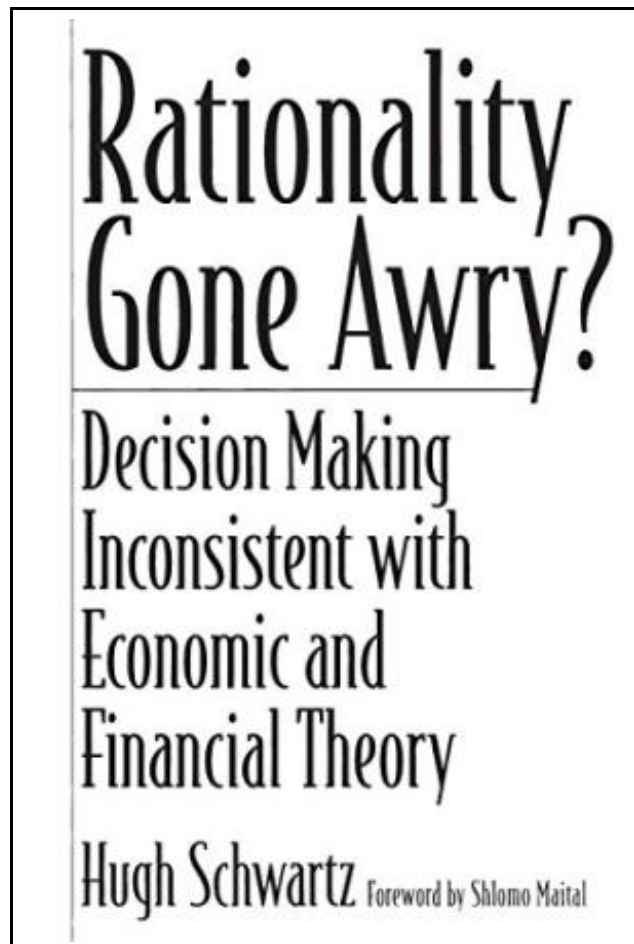 Rationality
Gone Awry?
Decision Making
Inconsistent with
Economic and
Financial Theory
Hugh Schwartz Foreword by Shlomo Maital